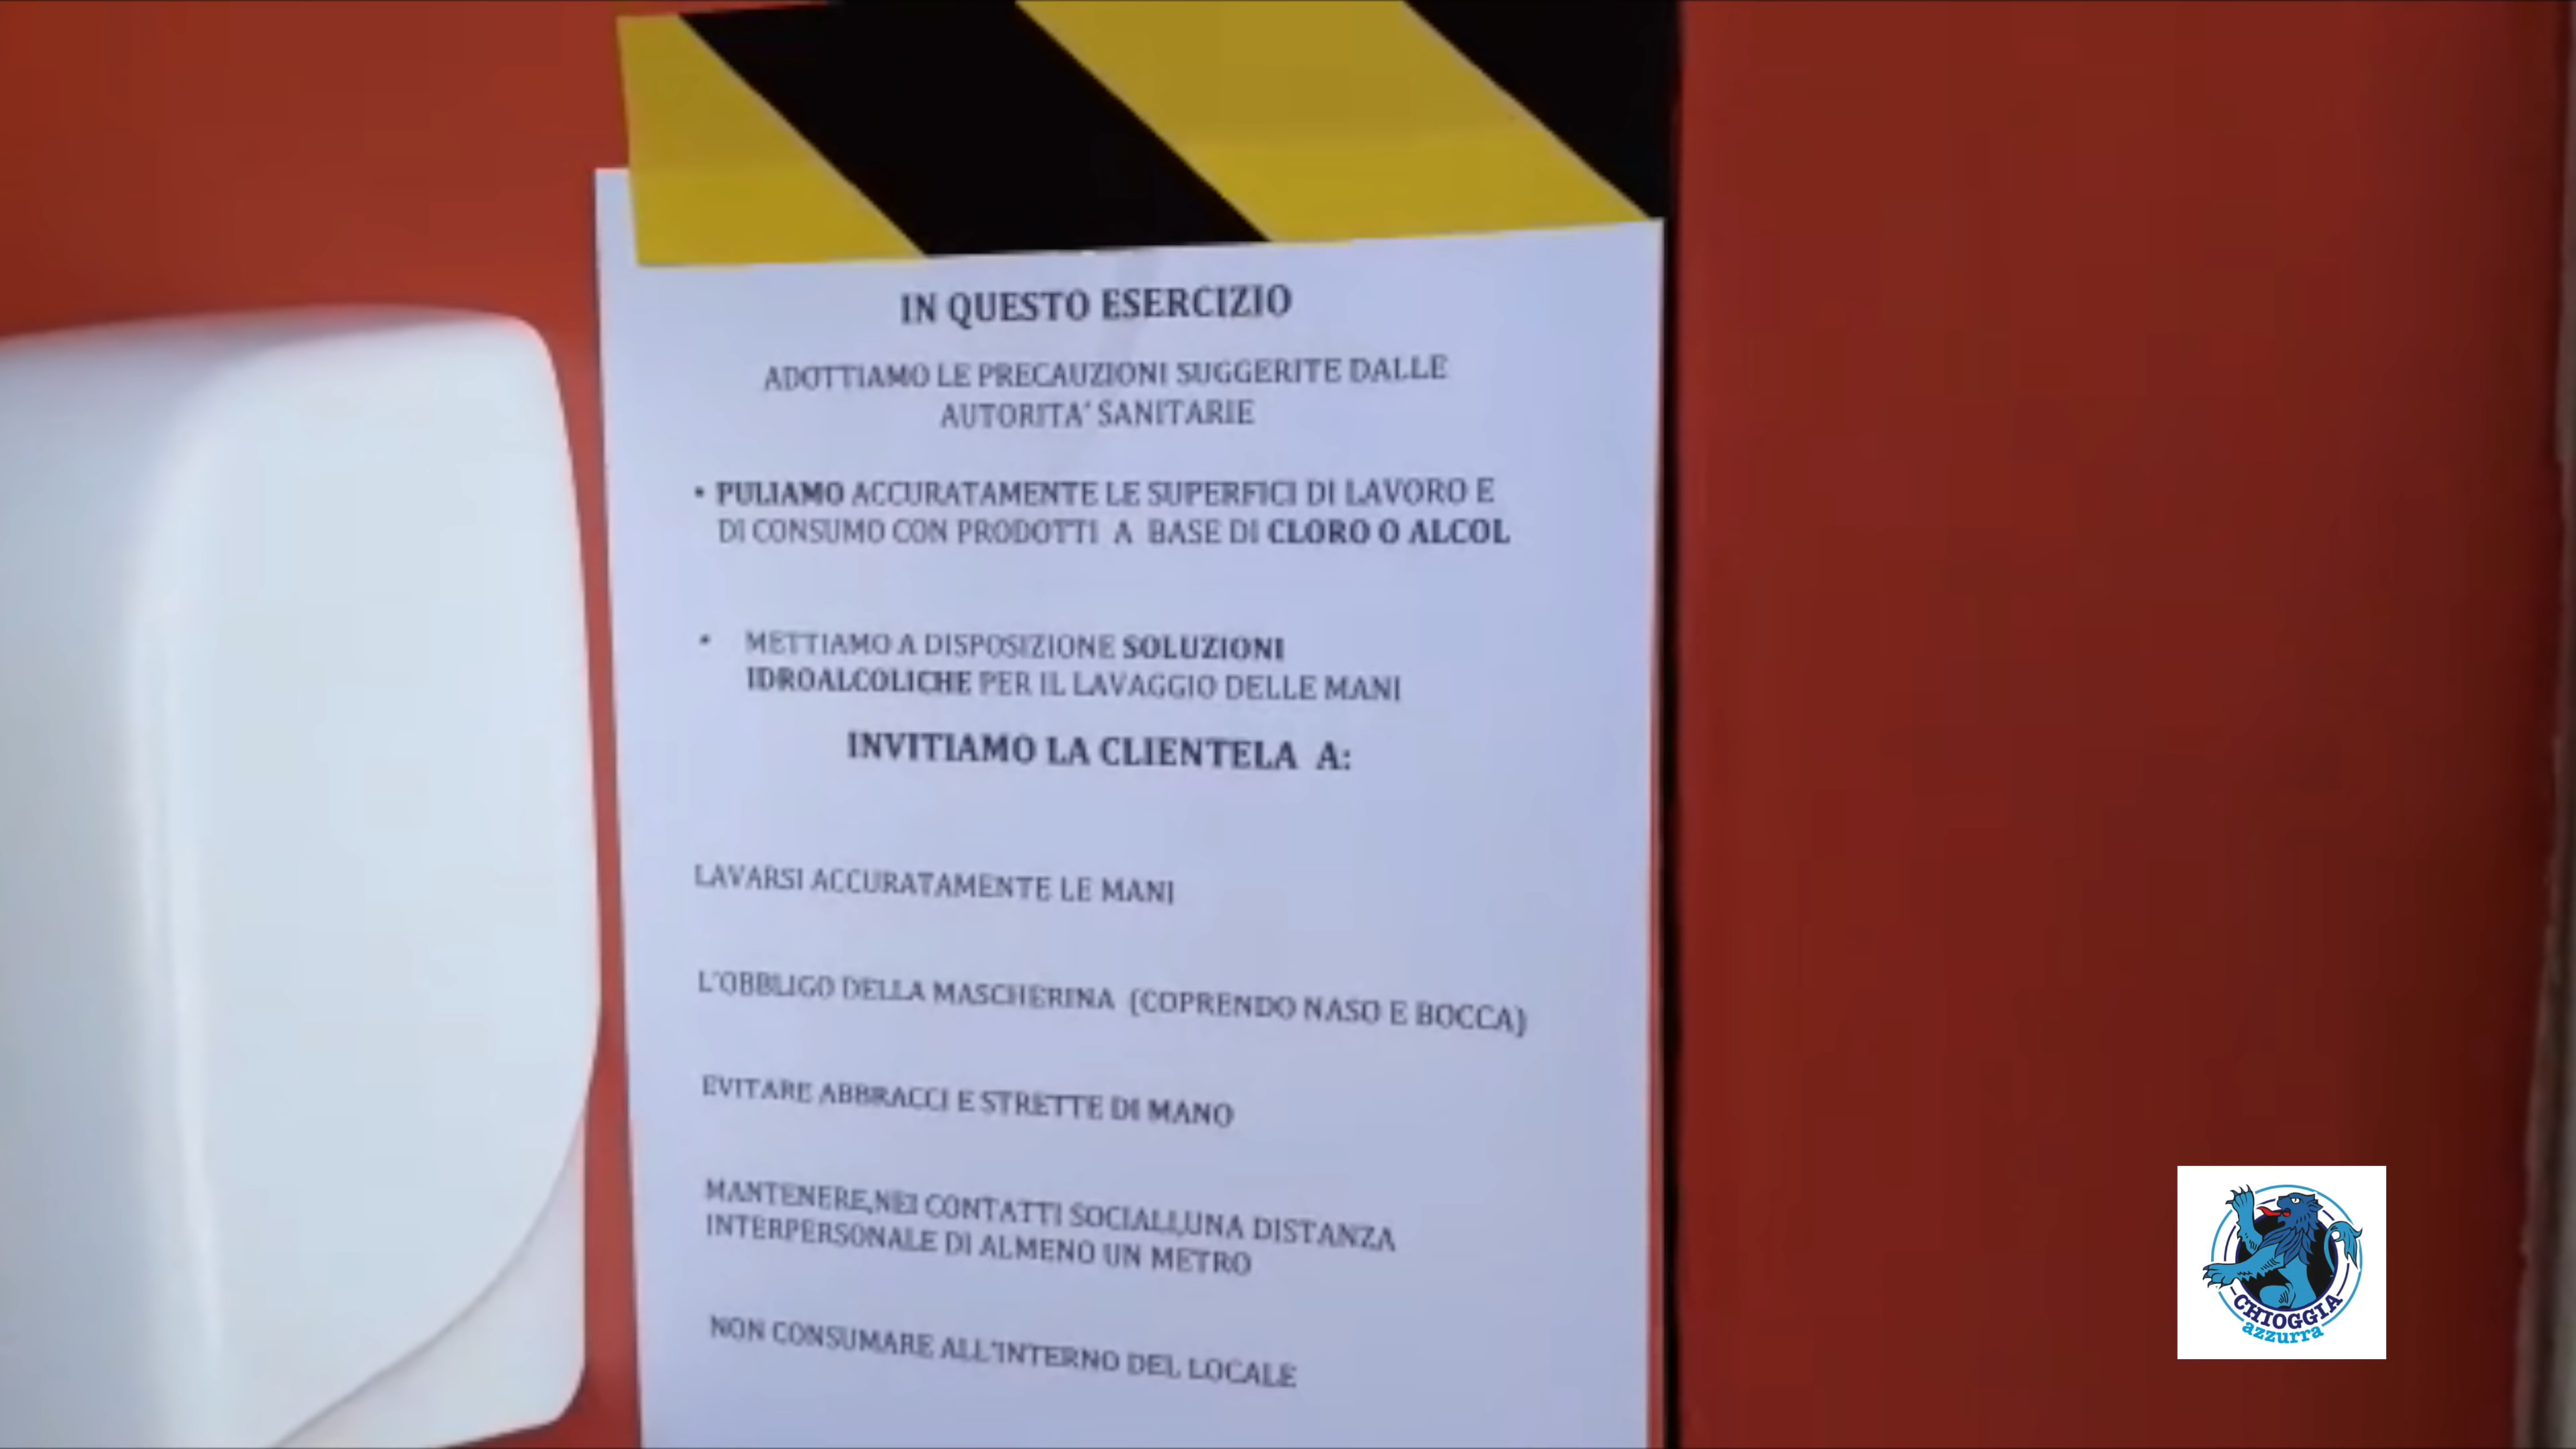 IN QUESTO ESERCIZIO
ADOTTIAMO LE PRECAUZIONI SUGGERITE DALLE
AUTORITA' SANITARIE
• PULIAMO ACCURATAMENTE LE SUPERFICI DI LAVORO E
DI CONSUMO CON PRODOTTI A BASE DI CLORO O ALCOL
• METTIAMO A DISPOSIZIONE SOLUZIONI
IDROALCOLICHE PER IL LAVAGGIO DELLE MANI
INVITIAMO LA CLIENTELA A:
LAVARSI ACCURATAMENTE LE MANI
L'OBBLIGO DELLA MASCHERINA (COPRENDO NASO E BOCCA)
EVITARE ABBRACCI E STRETTE DI MANO
MANTENERE,NEI CONTATTI SOCIALI,UNA DISTANZA
INTERPERSONALE DI ALMENO UN METRO
NON CONSUMARE ALL'INTERNO DEL LOCALE
CHIOGGIA
azzurra